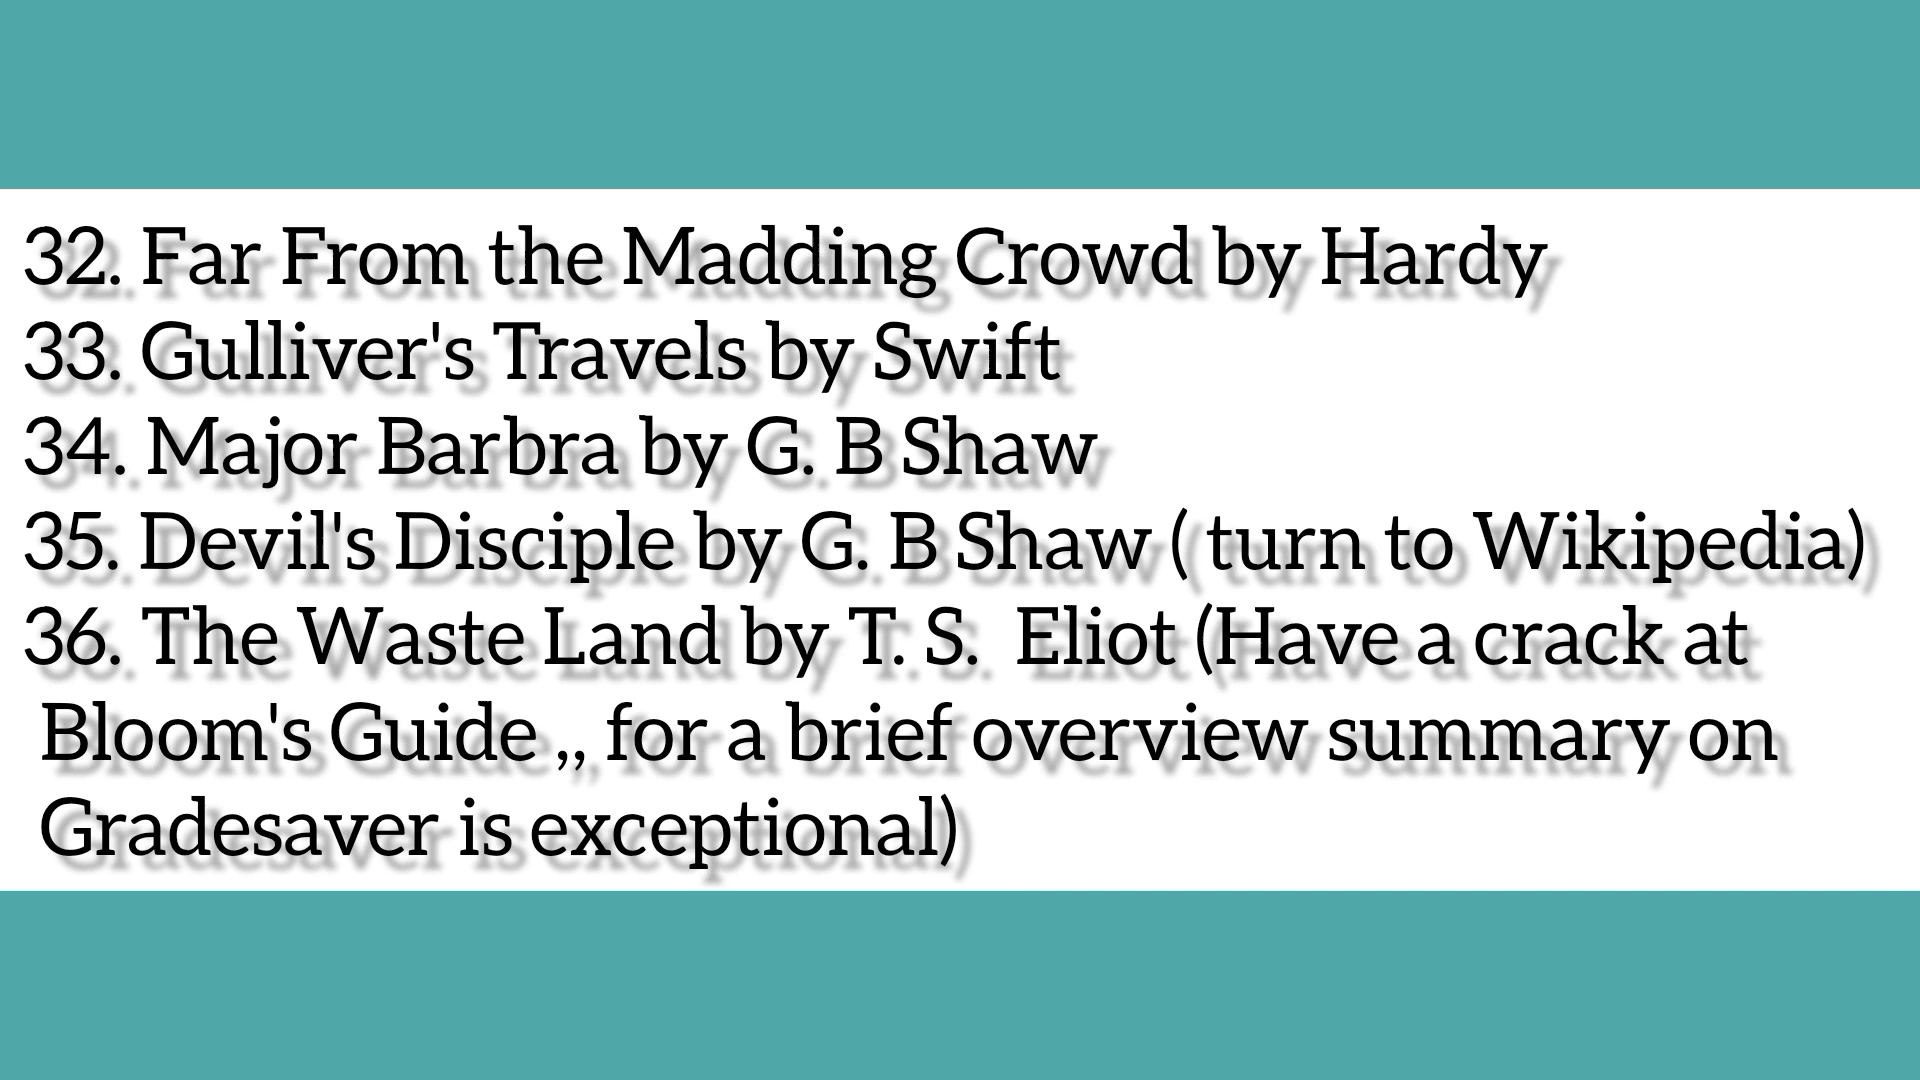 32. Far From the Madding Crowd by Hardy
33. Gulliver's Travels by Swift
34. Major Barbra by G. B Shaw
35. Devil's Disciple by G. B Shaw ( turn to Wikipedia)
36. The Waste Land by T. S.  Eliot (Have a crack at
Bloom's Guide ,, for a brief overview summary on
Gradesaver is exceptional)